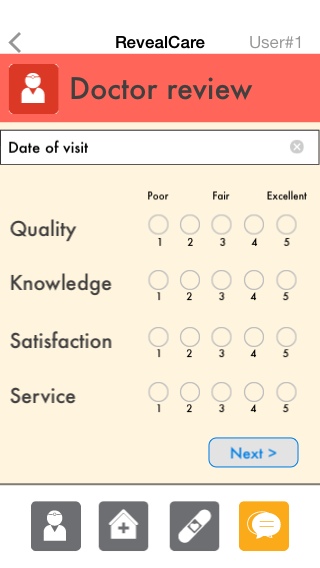 RevealCare User#1
Doctor review
Date of visit
Poor Fair Excellent
Quality
1 2 3 4 5
Knowledge
1 2 3 4 5
Satisfaction
1 2 3 4 5
Service
1 2 3 4 5
Next >